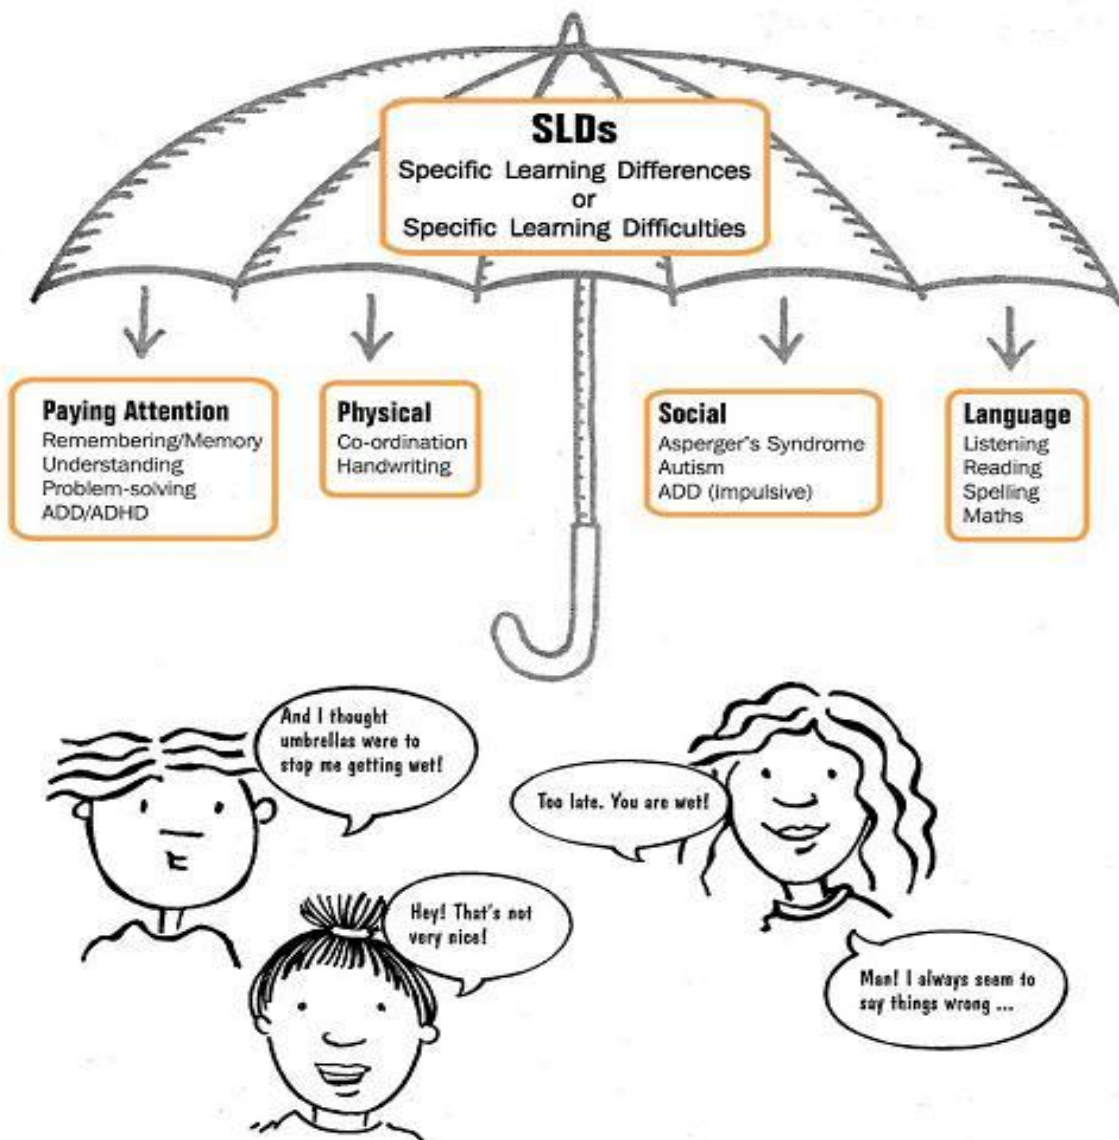 SLDs
Specific Learning Differences
or
Specific Learning Difficulties
Paying Attention
Remembering/Memory
Understanding
Problem-solving
ADD/ADHD
Physical
Co-ordination
Handwriting
Social
Asperger's Syndrome
Autism
ADD (impulsive)
Language
Listening
Reading
Spelling
Maths
And I thought
umbrellas were to
stop me getting wet!
Too late. You are wet!
Hey! That's not
very nice!
Man! I always seem to
say things wrong ...